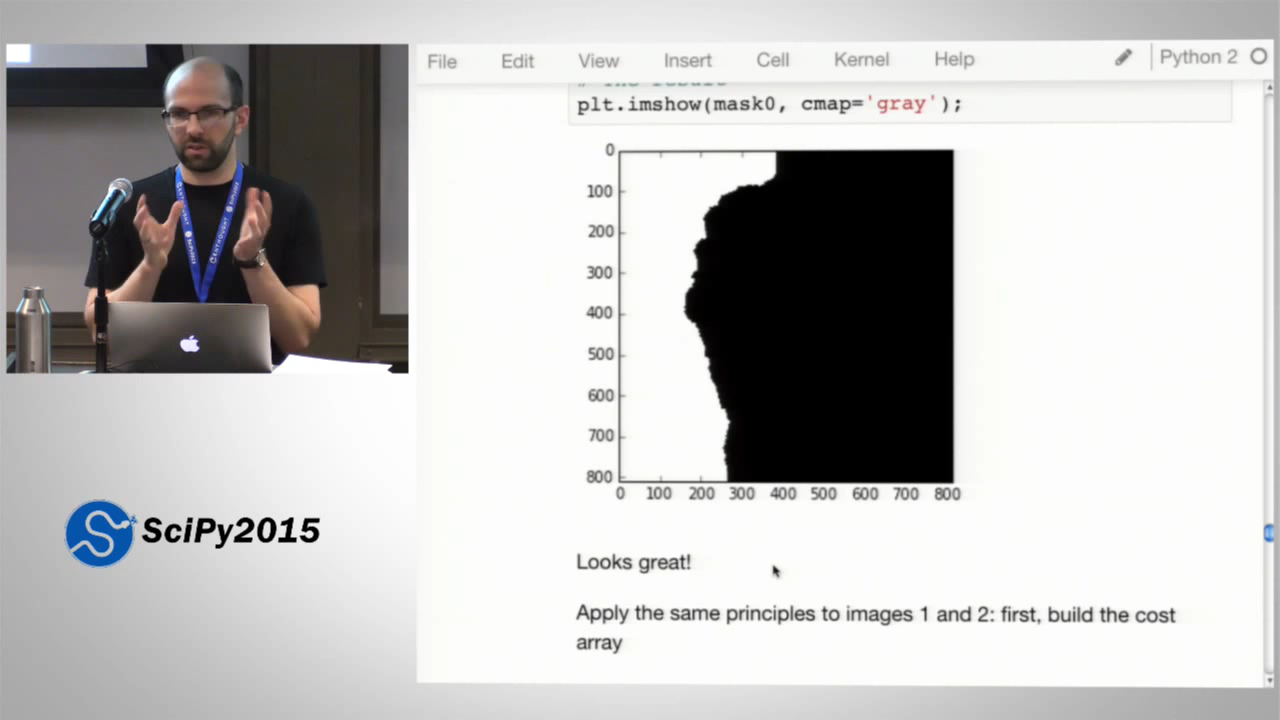 File Edit View Insert Cell Kernel Help Python 2
plt.imshow(mask0, cmap='gray');
0
100
200
300
400
500
600
700
800
0 100 200 300 400 500 600 700 800
Looks great!
Apply the same principles to images 1 and 2: first, build the cost
array
ENTHOUGHT
SciPy2015